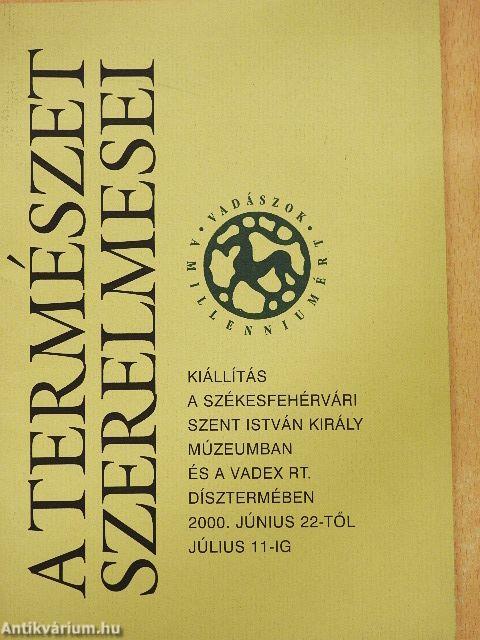 A TERMÉSZET
SZERELMESEI
VADÁSZOK
A MILLENNIUMÉRT
KIÁLLÍTÁS
A SZÉKESFEHÉRVÁRI
SZENT ISTVÁN KIRÁLY
MÚZEUMBAN
ÉS A VADEX RT.
DÍSZTERMÉBEN
2000. JÚNIUS 22-TŐL
JÚLIUS 11-IG
Antikvárium.hu